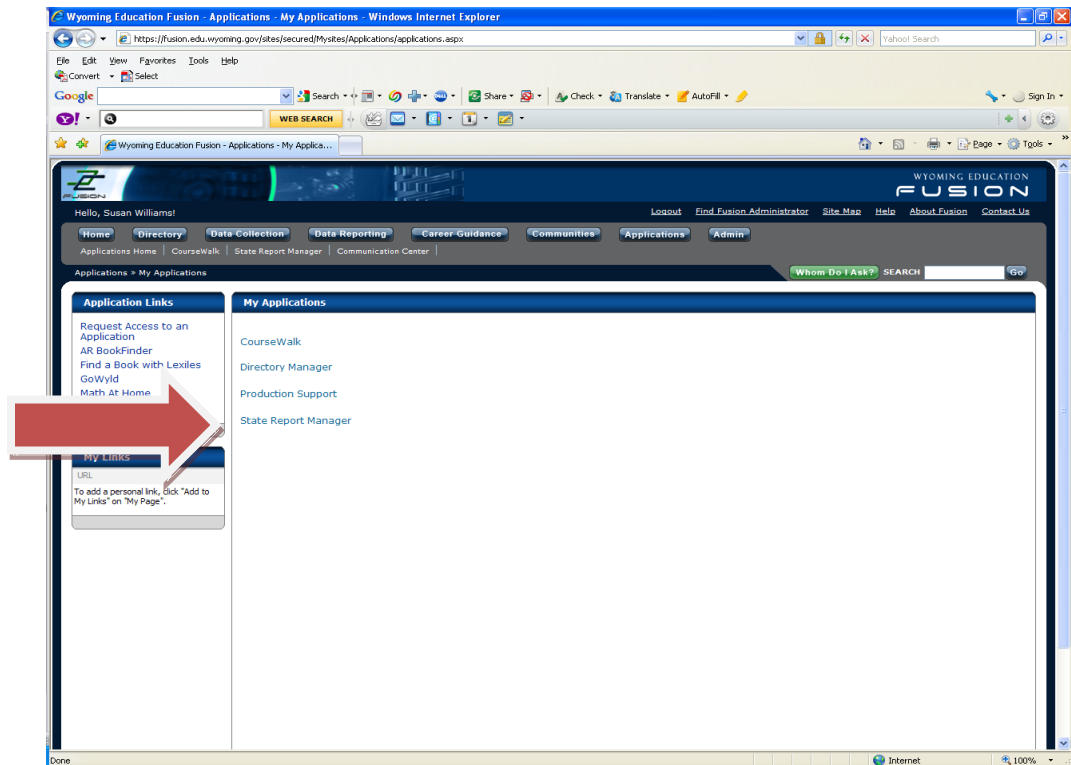 Wyoming Education Fusion - Applications - My Applications - Windows Internet Explorer
https://fusion.edu.wyoming.gov/sites/secured/Mysites/Applications/applications.aspx
Yahoo! Search
File Edit View Favorites Tools Help
Convert Select
Google Search Share Check Translate AutoFill Sign In
Y! WEB SEARCH
Wyoming Education Fusion - Applications - My Applica... Page Tools
FUSION
WYOMING EDUCATION
FUSION
Hello, Susan Williams! Logout Find Fusion Administrator Site Map Help About Fusion Contact Us
Home Directory Data Collection Data Reporting Career Guidance Communities Applications Admin
Applications Home | CourseWalk | State Report Manager | Communication Center |
Applications » My Applications Whom Do I Ask? SEARCH Go
Application Links
Request Access to an
Application
AR BookFinder
Find a Book with Lexiles
GoWyld
Math At Home
My Links
URL
To add a personal link, click "Add to
My Links" on "My Page".
My Applications
CourseWalk
Directory Manager
Production Support
State Report Manager
Done Internet 100%